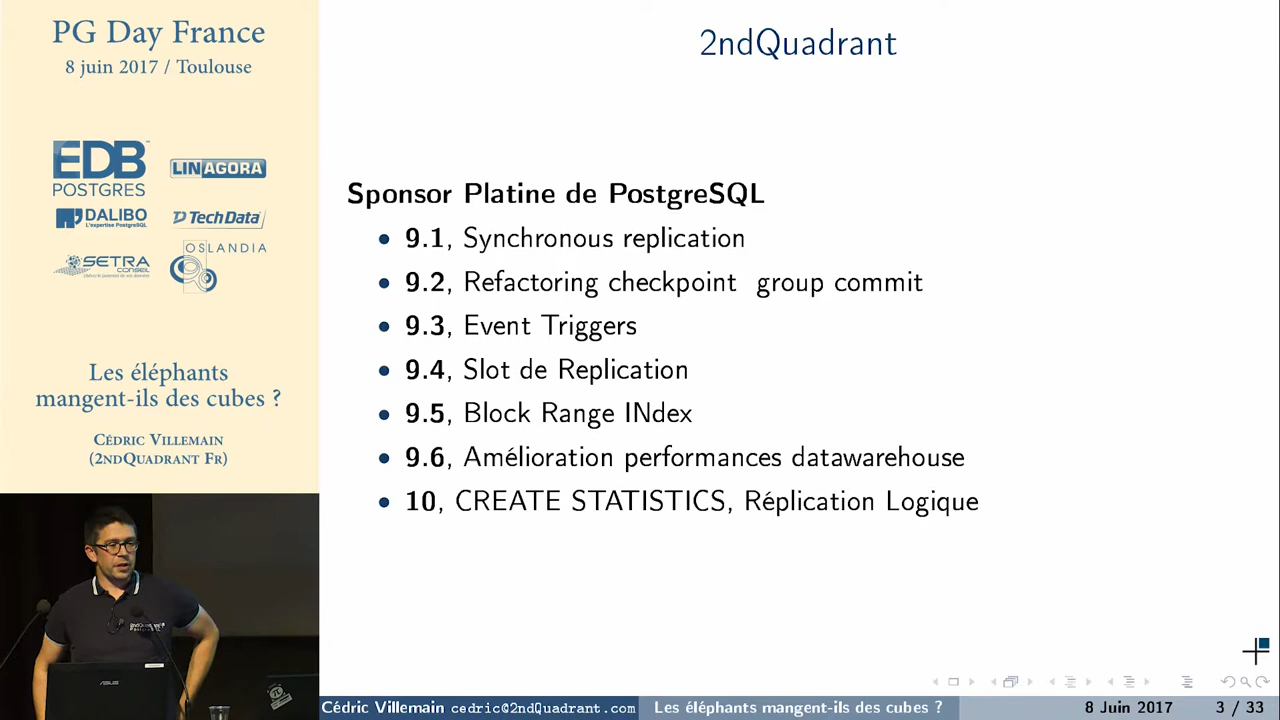 PG Day France
8 juin 2017 / Toulouse
EDB
POSTGRES
LINAGORA
DALIBO
L'expertise PostgreSQL
TechData
SETRA
CONSEIL
OSLANDIA
Les éléphants
mangent-ils des cubes ?
Cédric Villemain
(2ndQuadrant Fr)
2ndQuadrant
PostgreSQL
ASUS
2ndQuadrant
Sponsor Platine de PostgreSQL
• 9.1, Synchronous replication
• 9.2, Refactoring checkpoint group commit
• 9.3, Event Triggers
• 9.4, Slot de Replication
• 9.5, Block Range INdex
• 9.6, Amélioration performances datawarehouse
• 10, CREATE STATISTICS, Réplication Logique
Cédric Villemain cedric@2ndQuadrant.com
Les éléphants mangent-ils des cubes ?
8 Juin 2017
3 / 33